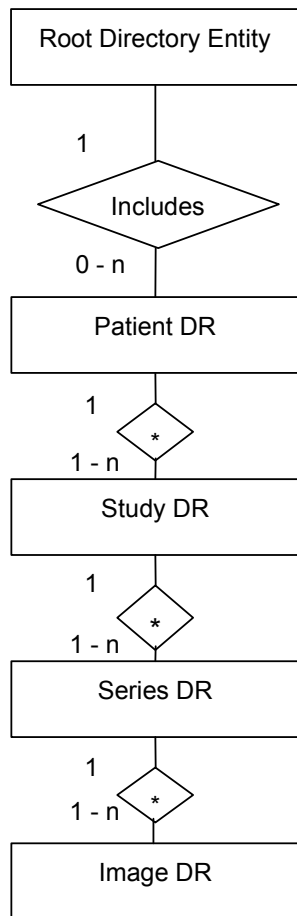 Root Directory Entity
1
Includes
0 - n
Patient DR
1
*
1 - n
Study DR
1
*
1 - n
Series DR
1
*
1 - n
Image DR